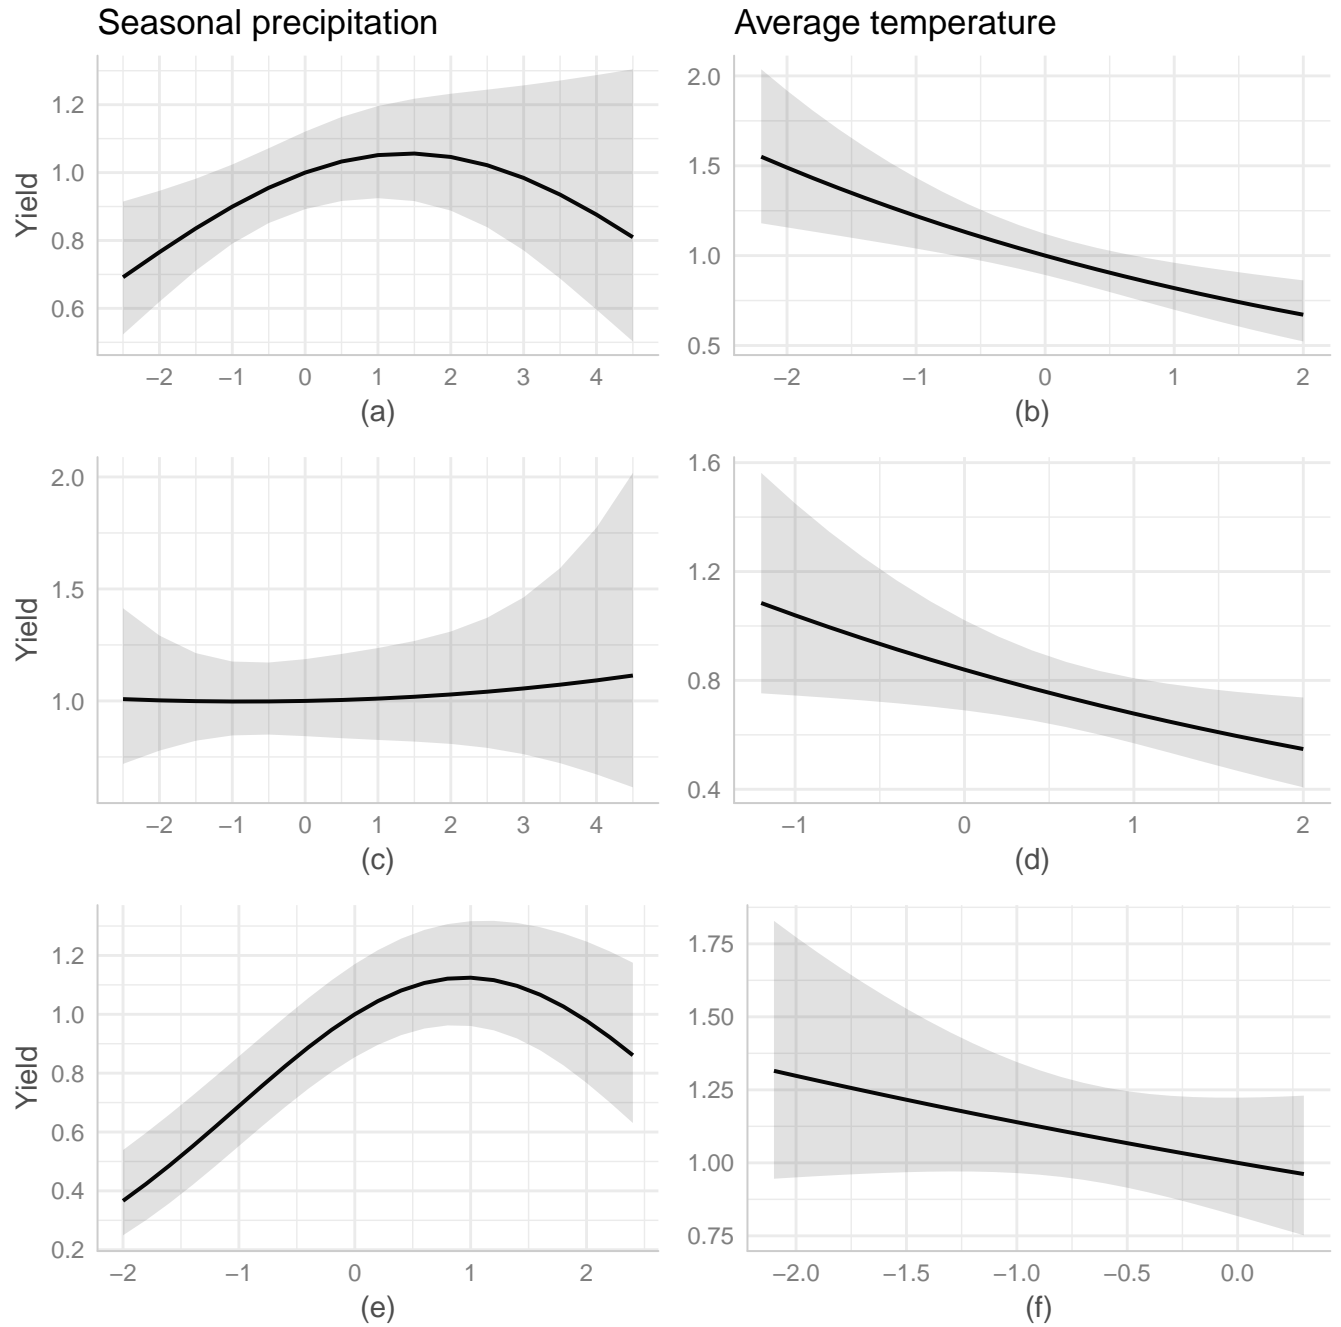 Seasonal precipitation
Average temperature
Yield
1.2
1.0
0.8
0.6
−2 −1 0 1 2 3 4
(a)
2.0
1.5
1.0
0.5
−2 −1 0 1 2
(b)
Yield
2.0
1.5
1.0
−2 −1 0 1 2 3 4
(c)
1.6
1.2
0.8
0.4
−1 0 1 2
(d)
Yield
1.2
1.0
0.8
0.6
0.4
0.2
−2 −1 0 1 2
(e)
1.75
1.50
1.25
1.00
0.75
−2.0 −1.5 −1.0 −0.5 0.0
(f)